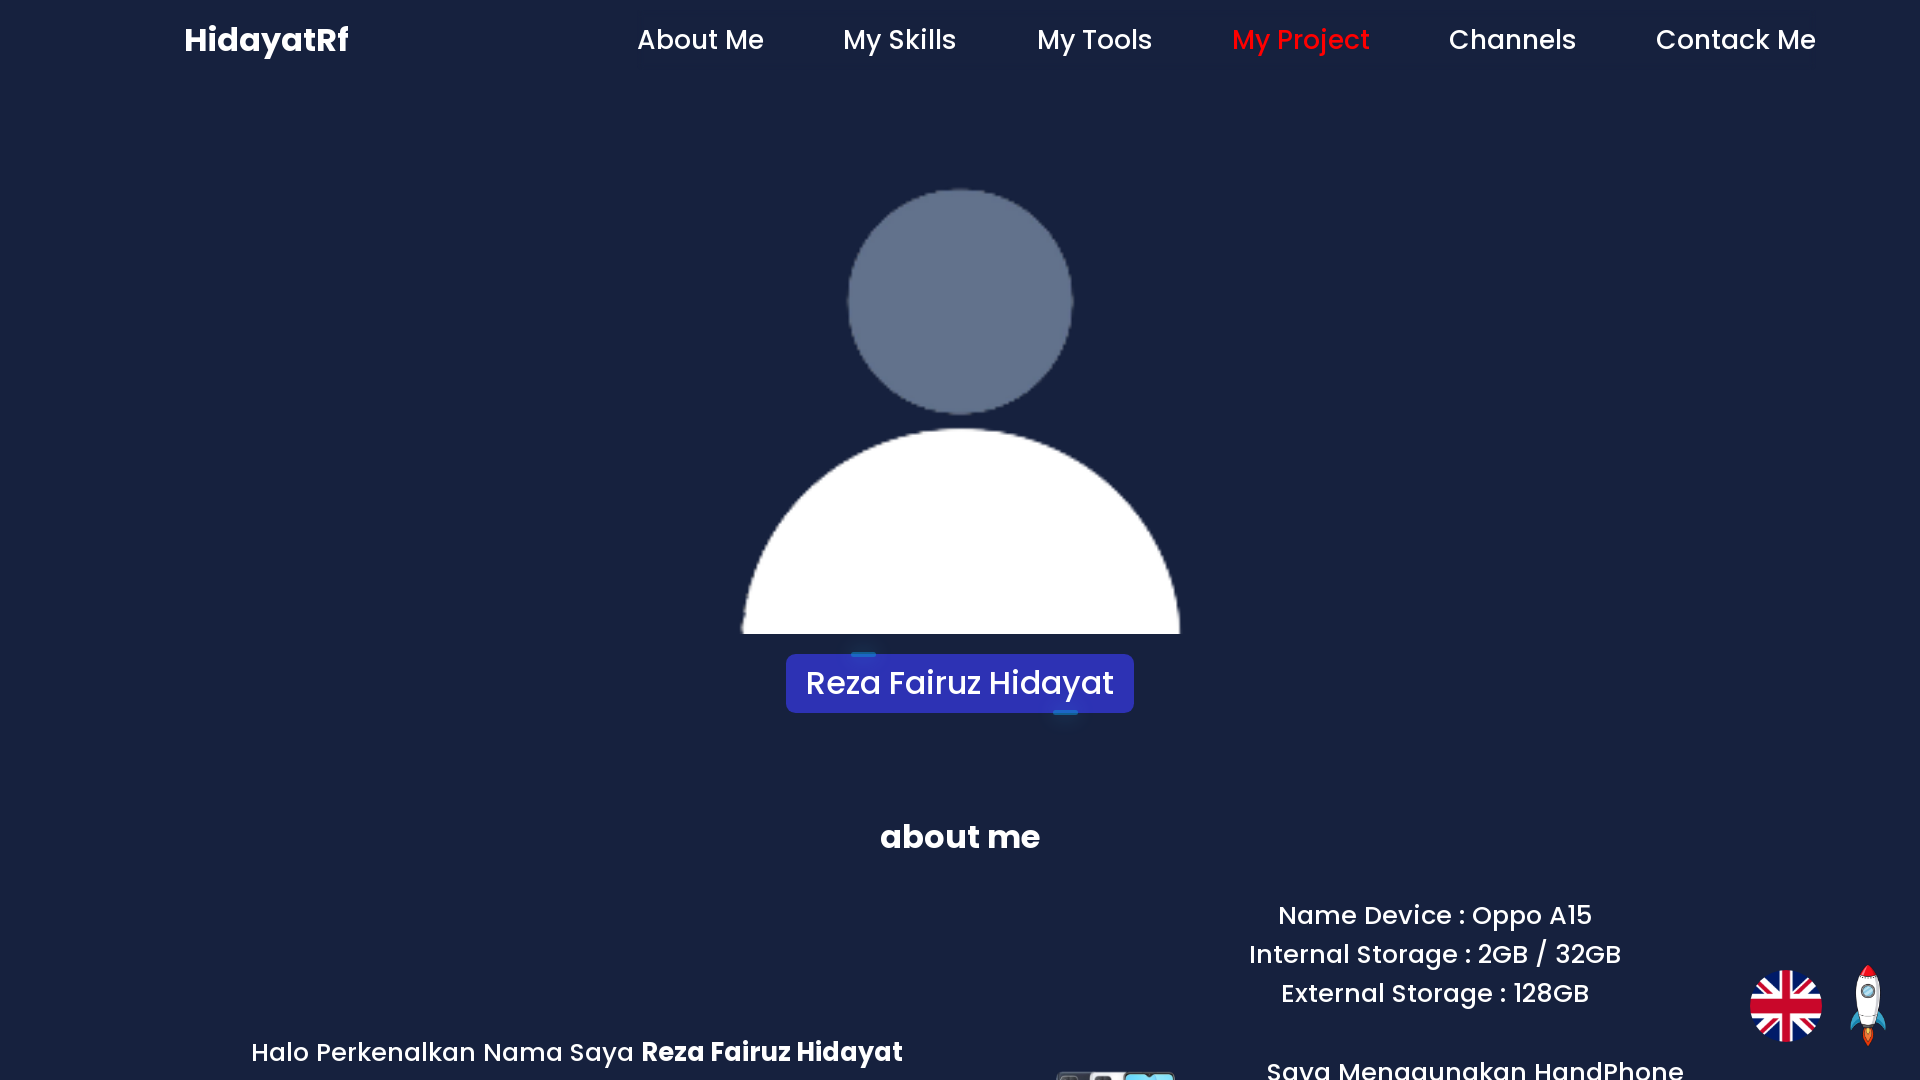 HidayatRf
About Me
My Skills
My Tools
My Project
Channels
Contack Me
Reza Fairuz Hidayat
about me
Name Device : Oppo A15
Internal Storage : 2GB / 32GB
External Storage : 128GB
Halo Perkenalkan Nama Saya Reza Fairuz Hidayat
Saya Menggunakan HandPhone